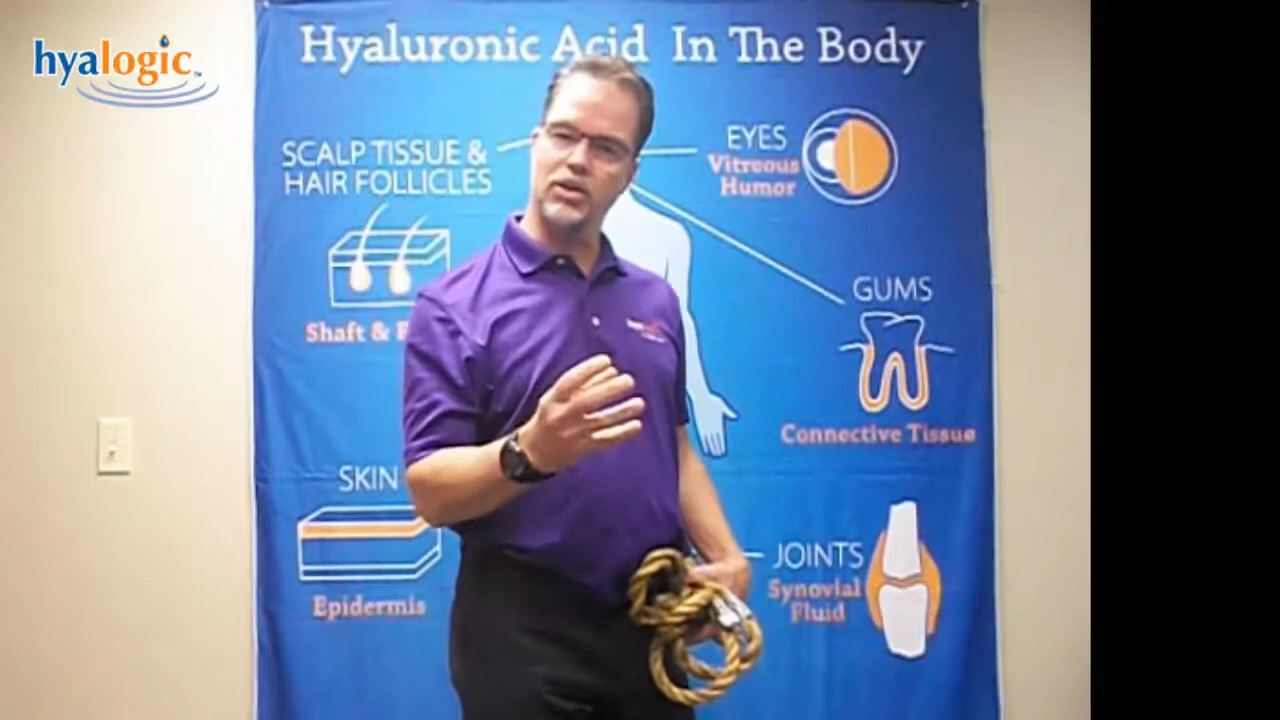 hyalogic
Hyaluronic Acid In The Body
SCALP TISSUE &
HAIR FOLLICLES
Shaft &
EYES
Vitreous
Humor
GUMS
Connective Tissue
SKIN
Epidermis
JOINTS
Synovial
Fluid